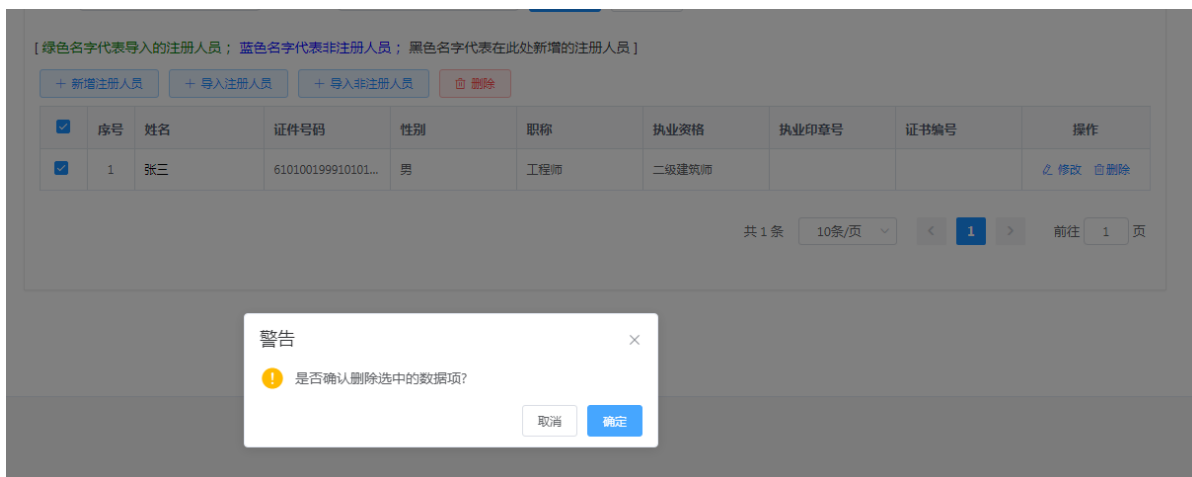 [ 绿色名字代表导入的注册人员； 蓝色名字代表非注册人员； 黑色名字代表在此处新增的注册人员 ]
+ 新增注册人员 + 导入注册人员 + 导入非注册人员 删除
序号 姓名 证件号码 性别 职称 执业资格 执业印章号 证书编号 操作
1 张三 610100199910101... 男 工程师 二级建筑师 修改 删除
共 1 条 10条/页 < 1 > 前往 1 页
警告
是否确认删除选中的数据项?
取消 确定